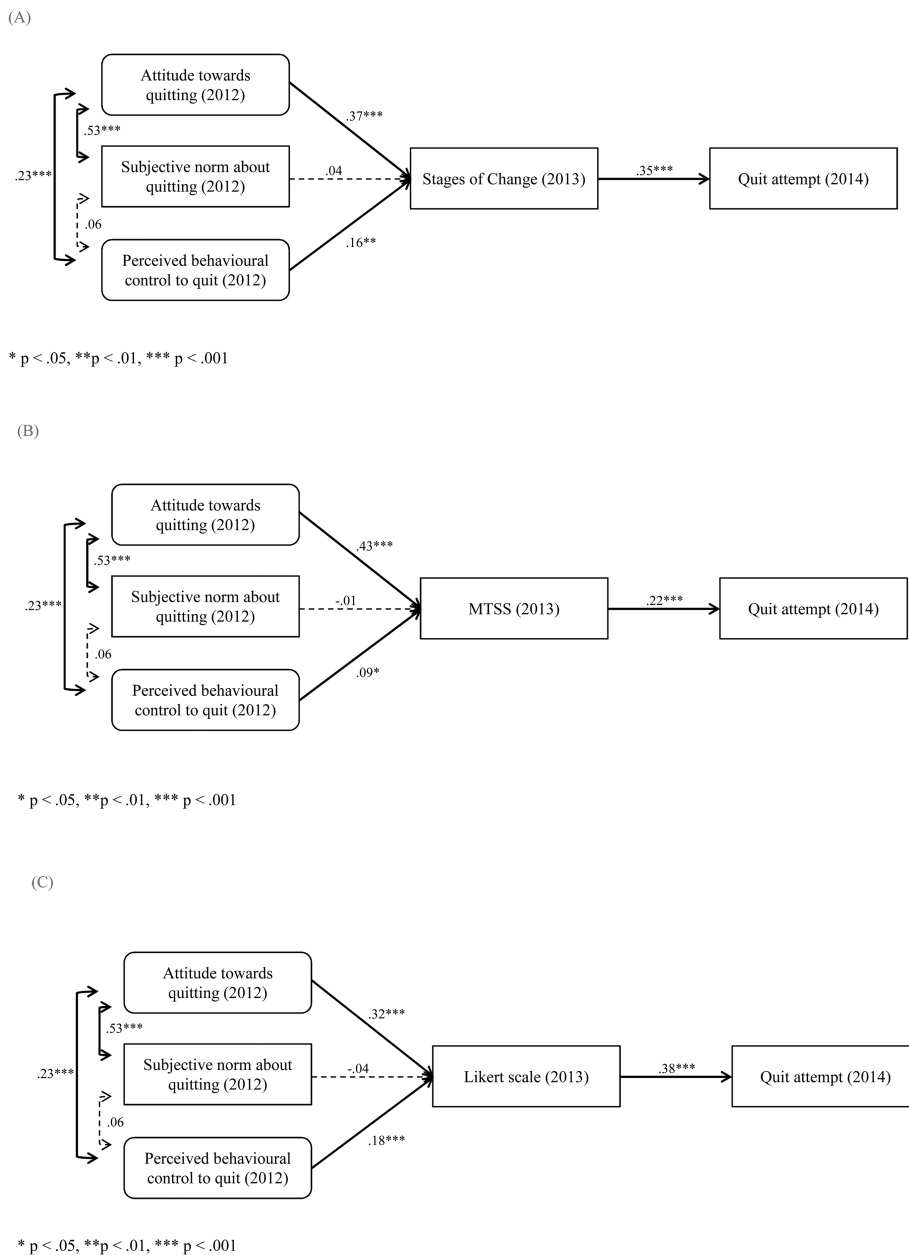 (A)
Attitude towards
quitting (2012)
.37***
.53***
.23***
Subjective norm about
quitting (2012)
.04
Stages of Change (2013)
.35***
Quit attempt (2014)
.06
.16**
Perceived behavioural
control to quit (2012)
* p < .05, **p < .01, *** p < .001
(B)
Attitude towards
quitting (2012)
.43***
.53***
.23***
Subjective norm about
quitting (2012)
-.01
MTSS (2013)
.22***
Quit attempt (2014)
.06
.09*
Perceived behavioural
control to quit (2012)
* p < .05, **p < .01, *** p < .001
(C)
Attitude towards
quitting (2012)
.32***
.53***
.23***
Subjective norm about
quitting (2012)
-.04
Likert scale (2013)
.38***
Quit attempt (2014)
.06
.18***
Perceived behavioural
control to quit (2012)
* p < .05, **p < .01, *** p < .001